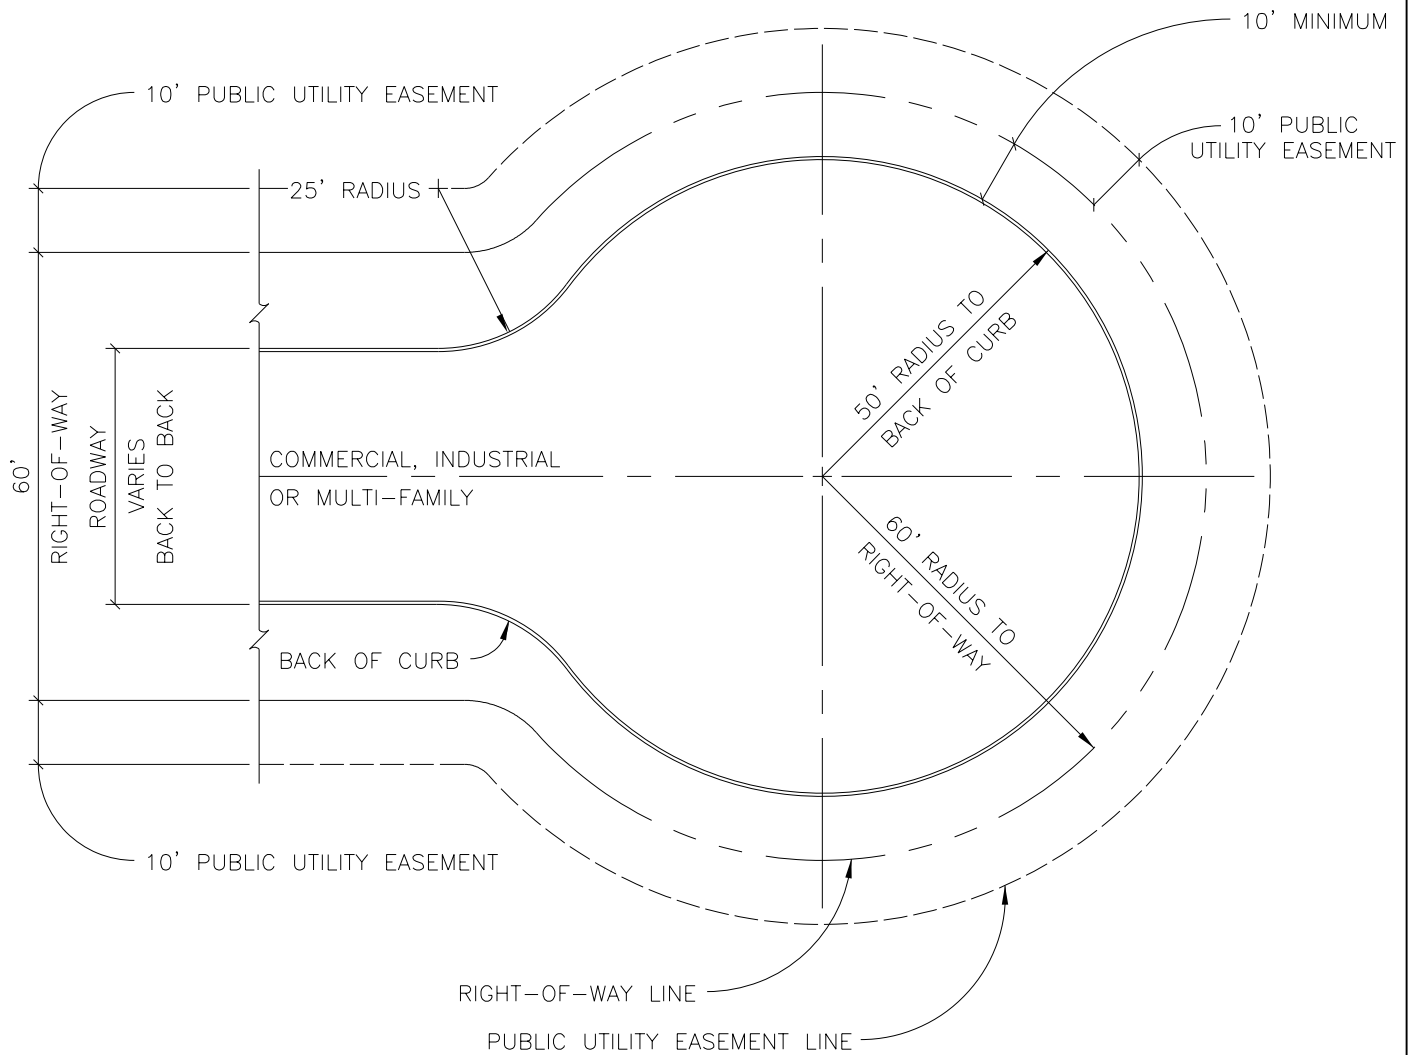 10' MINIMUM
10' PUBLIC UTILITY EASEMENT
10' PUBLIC
UTILITY EASEMENT
25' RADIUS
50' RADIUS TO
BACK OF CURB
60'
RIGHT-OF-WAY
ROADWAY
VARIES
BACK TO BACK
COMMERCIAL, INDUSTRIAL
OR MULTI-FAMILY
60' RADIUS TO
RIGHT-OF-WAY
BACK OF CURB
10' PUBLIC UTILITY EASEMENT
RIGHT-OF-WAY LINE
PUBLIC UTILITY EASEMENT LINE